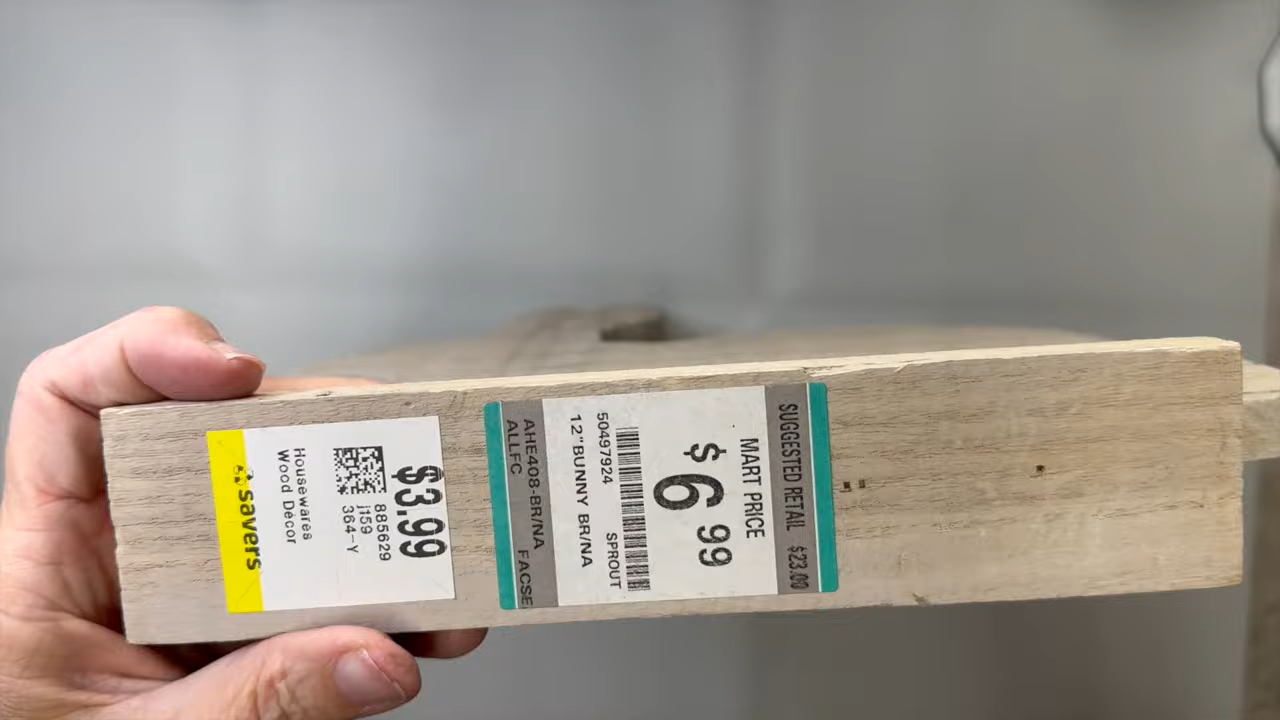 $3.99
885629
j159
364-Y
Housewares
Wood Decor
savers
SUGGESTED RETAIL $23.00
MART PRICE
$6.99
50497924 SPROUT
12"BUNNY BR/NA
AHE408-BR/NA FACSE
ALLFC